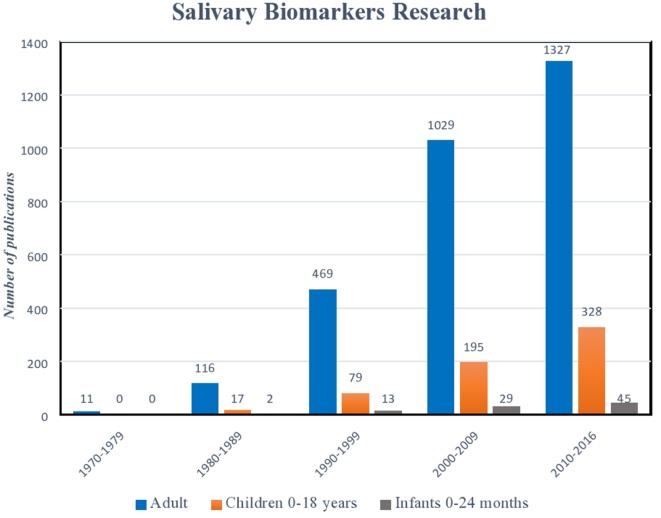 Salivary Biomarkers Research
Number of publications
1400
1200
1000
800
600
400
200
0
11 0 0
116 17 2
469 79 13
1029 195 29
1327 328 45
1970-1979 1980-1989 1990-1999 2000-2009 2010-2016
Adult Children 0-18 years Infants 0-24 months